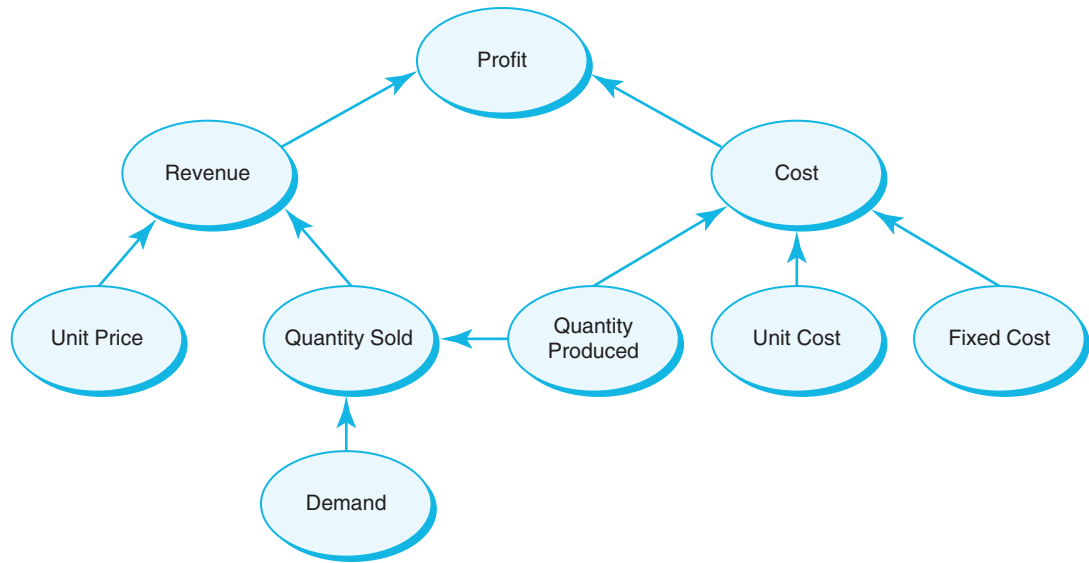 Profit
Revenue
Cost
Unit Price
Quantity Sold
Quantity
Produced
Unit Cost
Fixed Cost
Demand